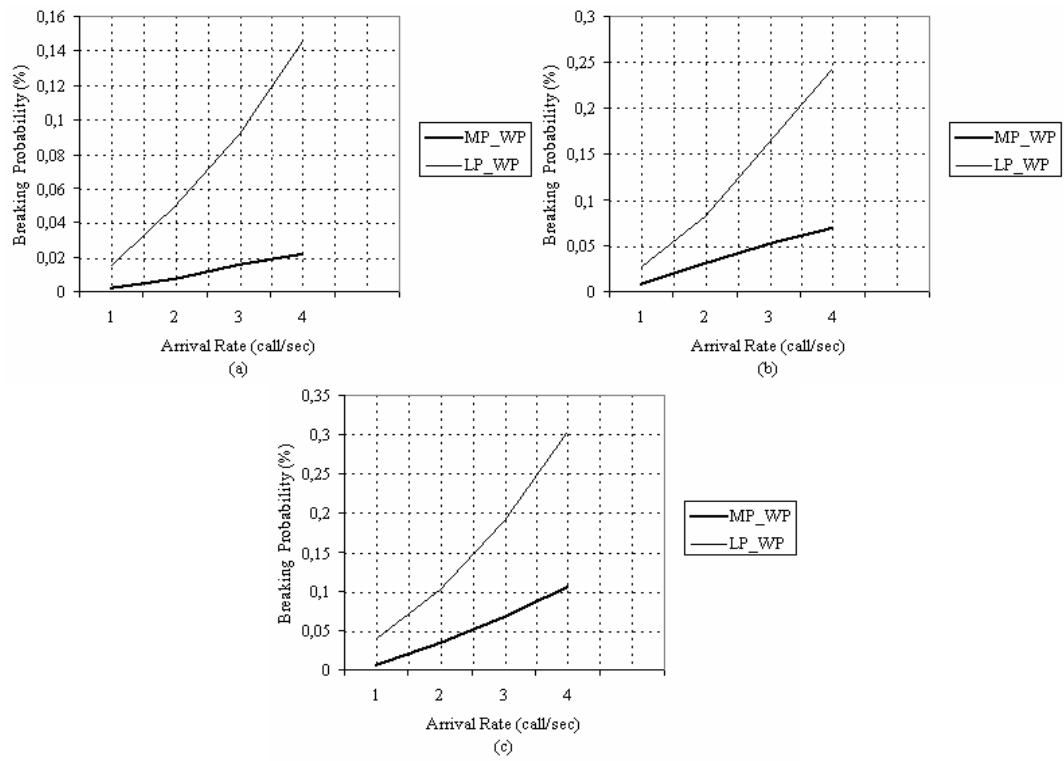 0,16
0,14
0,12
0,1
0,08
0,06
0,04
0,02
0
Breaking Probability (%)
1 2 3 4
Arrival Rate (call/sec)
(a)
MP_WP
LP_WP
0,3
0,25
0,2
0,15
0,1
0,05
0
Breaking Probability (%)
1 2 3 4
Arrival Rate (call/sec)
(b)
MP_WP
LP_WP
0,35
0,3
0,25
0,2
0,15
0,1
0,05
0
Breaking Probability (%)
1 2 3 4
Arrival Rate (call/sec)
(c)
MP_WP
LP_WP